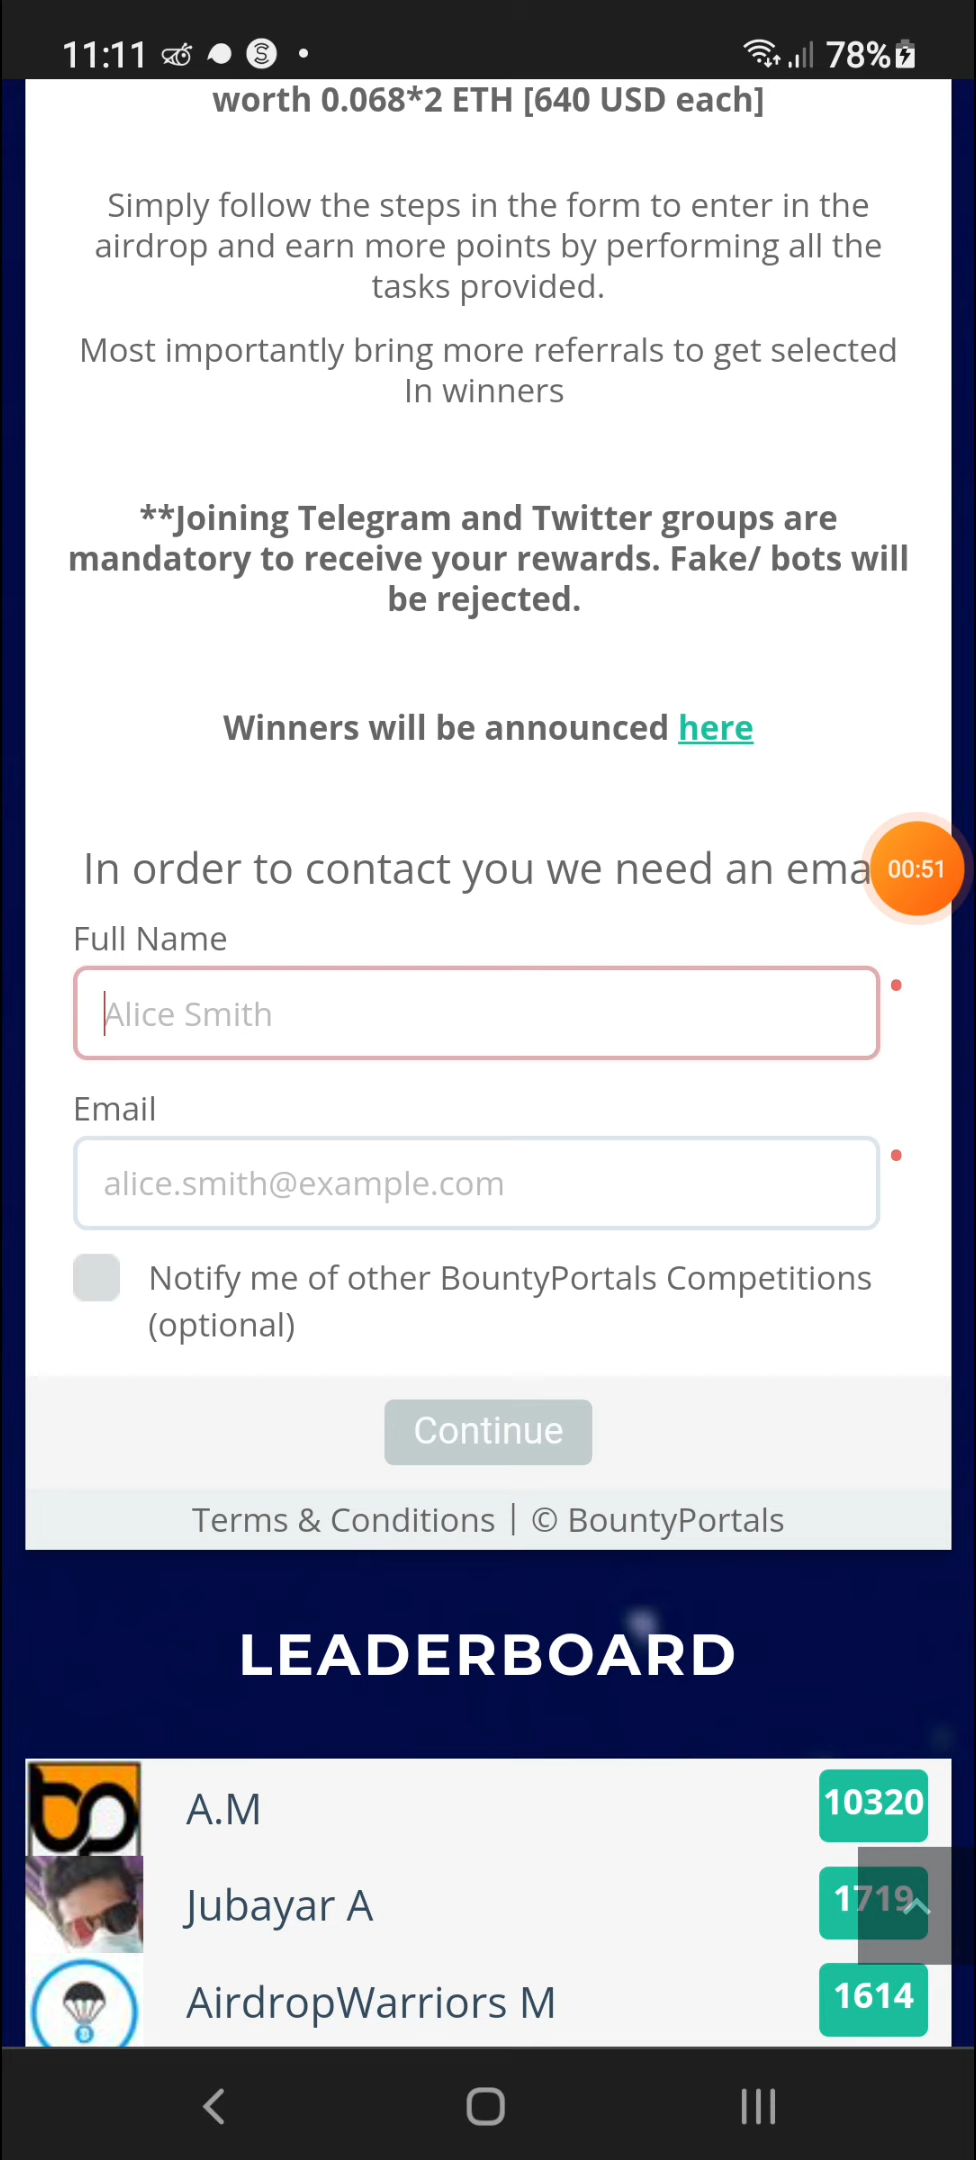 11:11
78%
worth 0.068*2 ETH [640 USD each]
Simply follow the steps in the form to enter in the
airdrop and earn more points by performing all the
tasks provided.
Most importantly bring more referrals to get selected
In winners
**Joining Telegram and Twitter groups are
mandatory to receive your rewards. Fake/ bots will
be rejected.
Winners will be announced here
In order to contact you we need an ema
00:51
Full Name
Alice Smith
Email
alice.smith@example.com
Notify me of other BountyPortals Competitions
(optional)
Continue
Terms & Conditions | © BountyPortals
LEADERBOARD
A.M
10320
Jubayar A
1719
AirdropWarriors M
1614